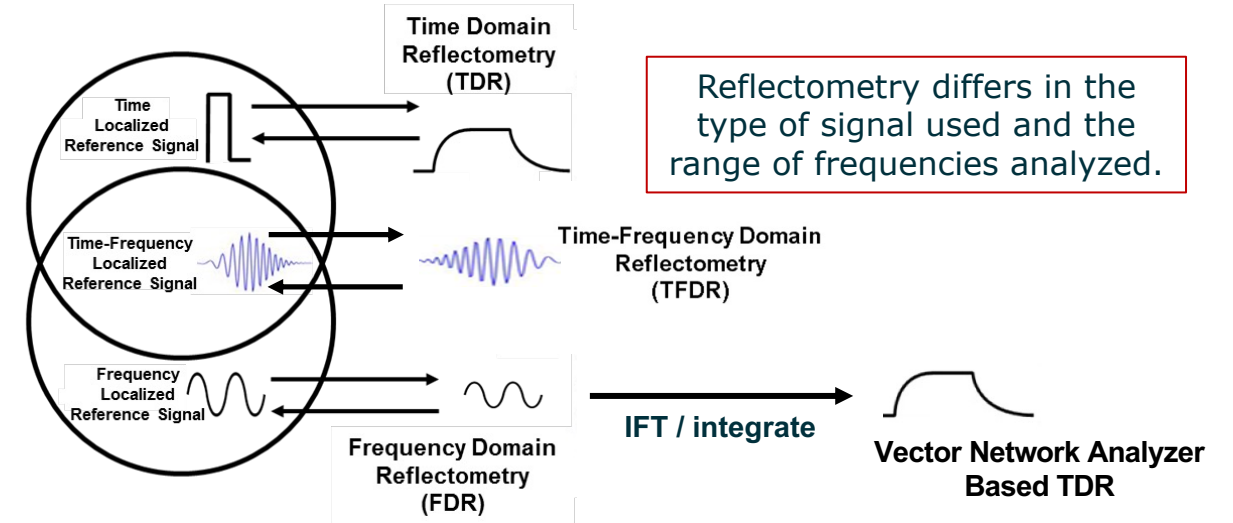 Time Domain
Reflectometry
(TDR)
Reflectometry differs in the
type of signal used and the
range of frequencies analyzed.
Time
Localized
Reference Signal
Time-Frequency
Localized
Reference Signal
Time-Frequency Domain
Reflectometry
(TFDR)
Frequency
Localized
Reference Signal
IFT / integrate
Frequency Domain
Reflectometry
(FDR)
Vector Network Analyzer
Based TDR